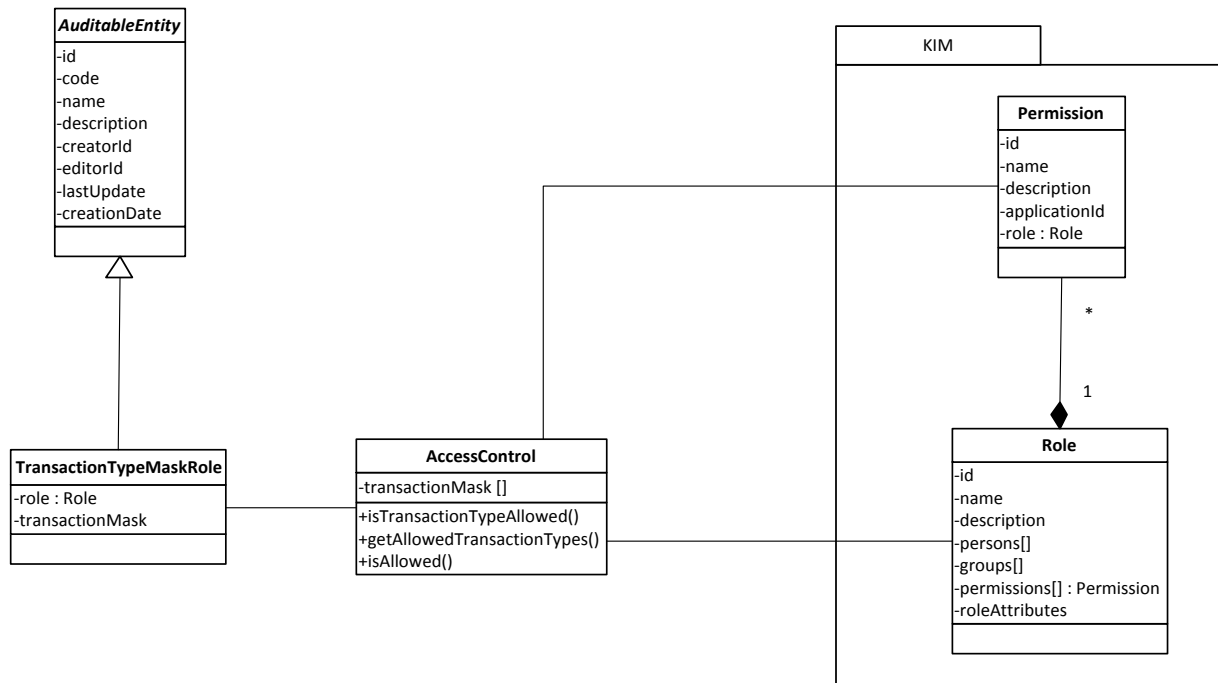 AuditableEntity
-id
-code
-name
-description
-creatorId
-editorId
-lastUpdate
-creationDate
KIM
Permission
-id
-name
-description
-applicationId
-role : Role
*
1
TransactionTypeMaskRole
-role : Role
-transactionMask
AccessControl
-transactionMask []
+isTransactionTypeAllowed()
+getAllowedTransactionTypes()
+isAllowed()
Role
-id
-name
-description
-persons[]
-groups[]
-permissions[] : Permission
-roleAttributes